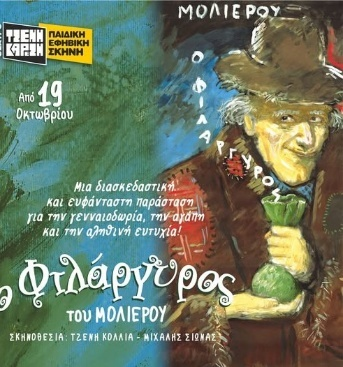 ΤΖΕΝΗ
ΚΑΡΕΖΗ
ΠΑΙΔΙΚΗ
ΕΦΗΒΙΚΗ
ΣΚΗΝΗ
Από 19
Οκτωβρίου
ΜΟΛΙΕΡΟΥ
Ο ΦΙΛΑΡΓΥΡΟΣ
Μια διασκεδαστική
και ευφάνταστη παράσταση
για την γενναιοδωρία, την αγάπη
και την αληθινή ευτυχία!
ο Φιλάργυρος
του ΜΟΛΙΕΡΟΥ
ΣΚΗΝΟΘΕΣΙΑ: ΤΖΕΝΗ ΚΟΛΛΙΑ - ΜΙΧΑΛΗΣ ΣΙΩΝΑΣ